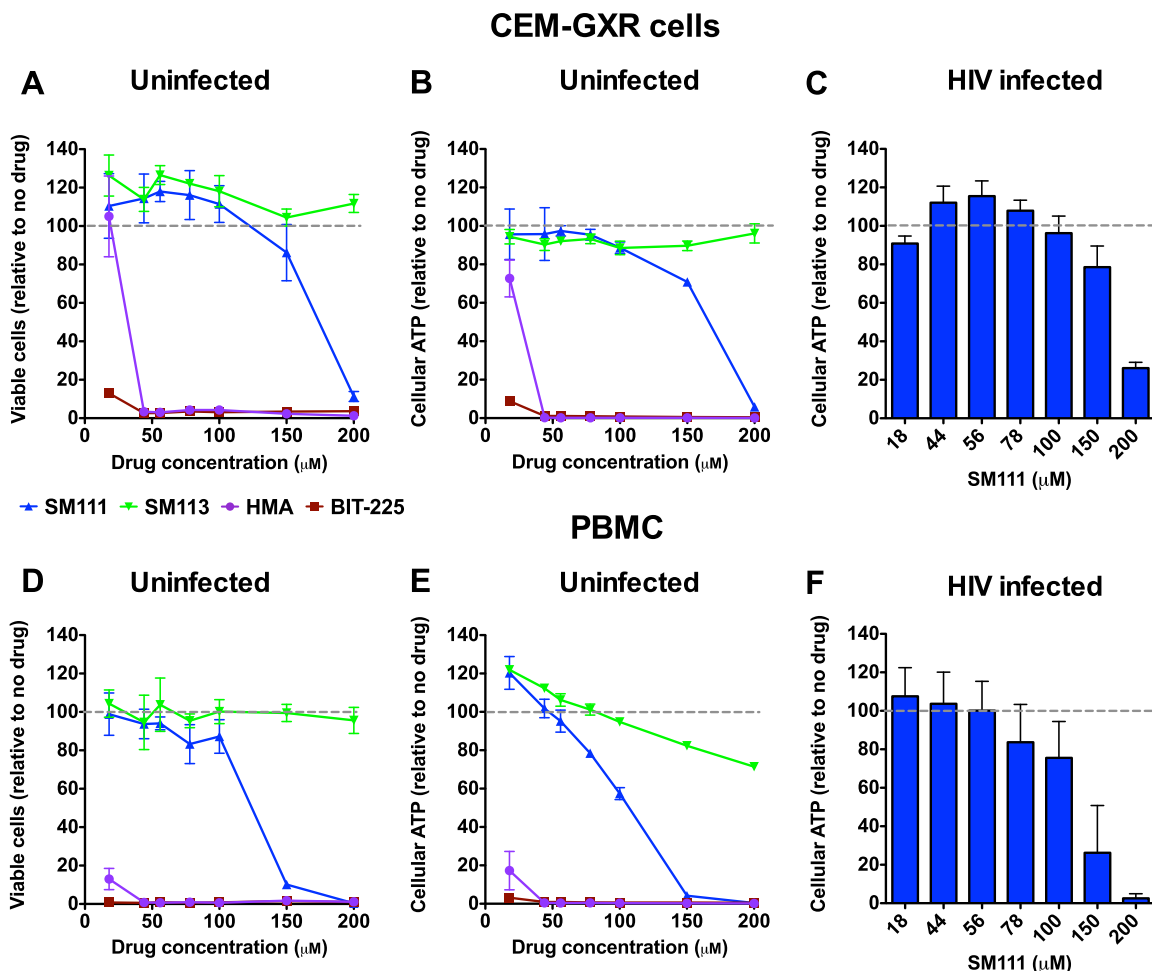 CEM-GXR cells
A Uninfected
Viable cells (relative to no drug)
140
120
100
80
60
40
20
0
0 50 100 150 200
Drug concentration (μM)
B Uninfected
Cellular ATP (relative to no drug)
140
120
100
80
60
40
20
0
0 50 100 150 200
Drug concentration (μM)
C HIV infected
Cellular ATP (relative to no drug)
140
120
100
80
60
40
20
0
18 44 56 78 100 150 200
SM111 (μM)
SM111 SM113 HMA BIT-225
PBMC
D Uninfected
Viable cells (relative to no drug)
140
120
100
80
60
40
20
0
0 50 100 150 200
Drug concentration (μM)
E Uninfected
Cellular ATP (relative to no drug)
140
120
100
80
60
40
20
0
0 50 100 150 200
Drug concentration (μM)
F HIV infected
Cellular ATP (relative to no drug)
140
120
100
80
60
40
20
0
18 44 56 78 100 150 200
SM111 (μM)